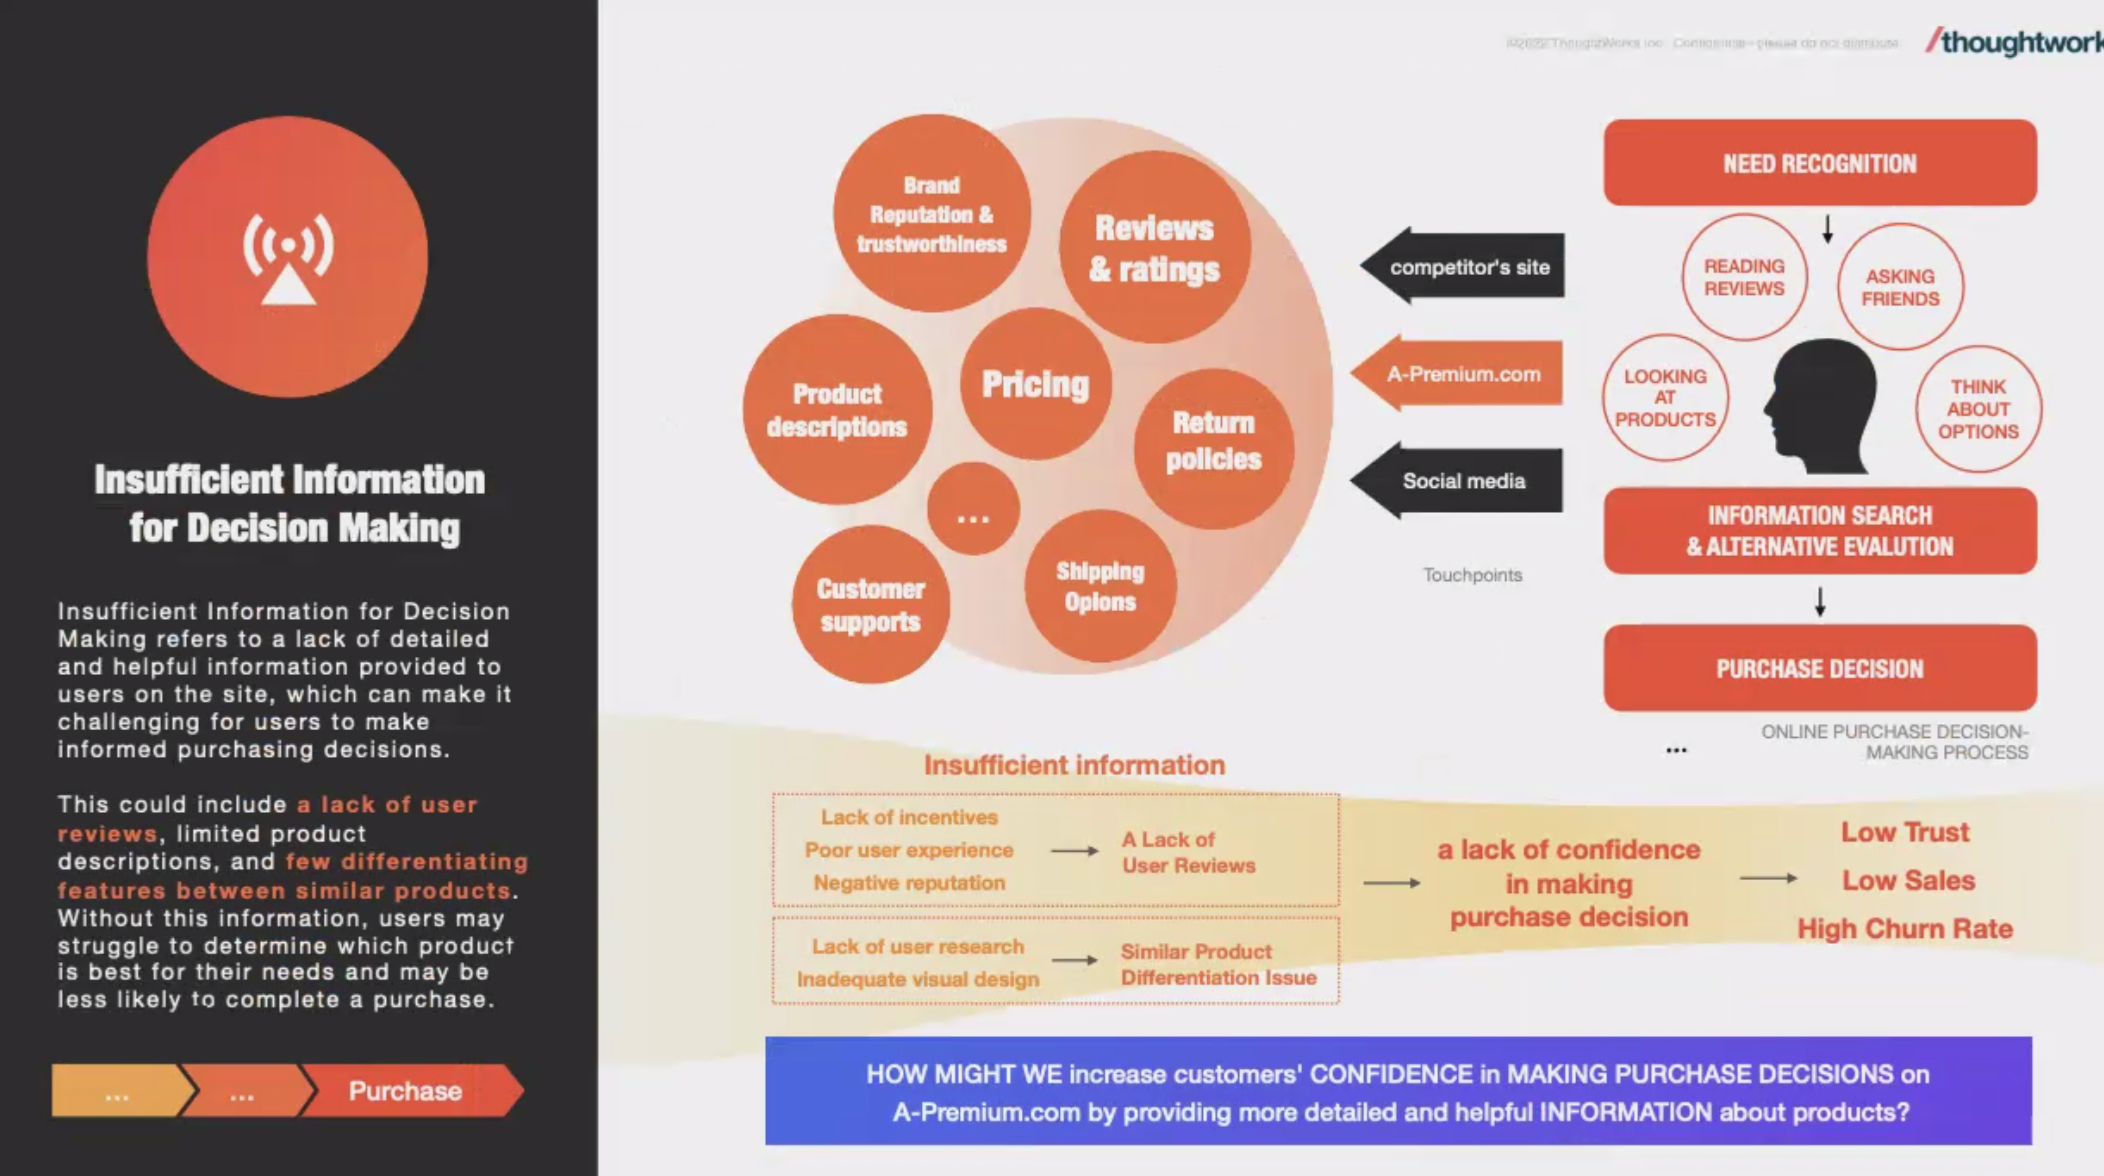 ©2022 ThoughtWorks Inc. Confidential - please do not distribute
/thoughtwork
Insufficient Information
for Decision Making
Insufficient Information for Decision
Making refers to a lack of detailed
and helpful information provided to
users on the site, which can make it
challenging for users to make
informed purchasing decisions.
This could include a lack of user
reviews, limited product
descriptions, and few differentiating
features between similar products.
Without this information, users may
struggle to determine which product
is best for their needs and may be
less likely to complete a purchase.
...
...
Purchase
Brand
Reputation &
trustworthiness
Reviews
& ratings
Product
descriptions
Pricing
Return
policies
...
Customer
supports
Shipping
Opions
competitor's site
A-Premium.com
Social media
Touchpoints
NEED RECOGNITION
READING
REVIEWS
ASKING
FRIENDS
LOOKING
AT
PRODUCTS
THINK
ABOUT
OPTIONS
INFORMATION SEARCH
& ALTERNATIVE EVALUTION
PURCHASE DECISION
...
ONLINE PURCHASE DECISION-
MAKING PROCESS
Insufficient information
Lack of incentives
Poor user experience
Negative reputation
A Lack of
User Reviews
Lack of user research
Inadequate visual design
Similar Product
Differentiation Issue
a lack of confidence
in making
purchase decision
Low Trust
Low Sales
High Churn Rate
HOW MIGHT WE increase customers' CONFIDENCE in MAKING PURCHASE DECISIONS on
A-Premium.com by providing more detailed and helpful INFORMATION about products?